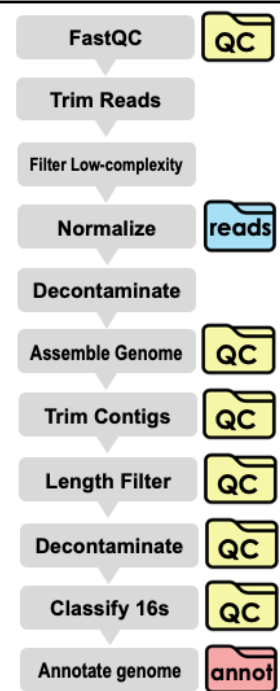 FastQC QC
Trim Reads
Filter Low-complexity
Normalize reads
Decontaminate
Assemble Genome QC
Trim Contigs QC
Length Filter QC
Decontaminate QC
Classify 16s QC
Annotate genome annot